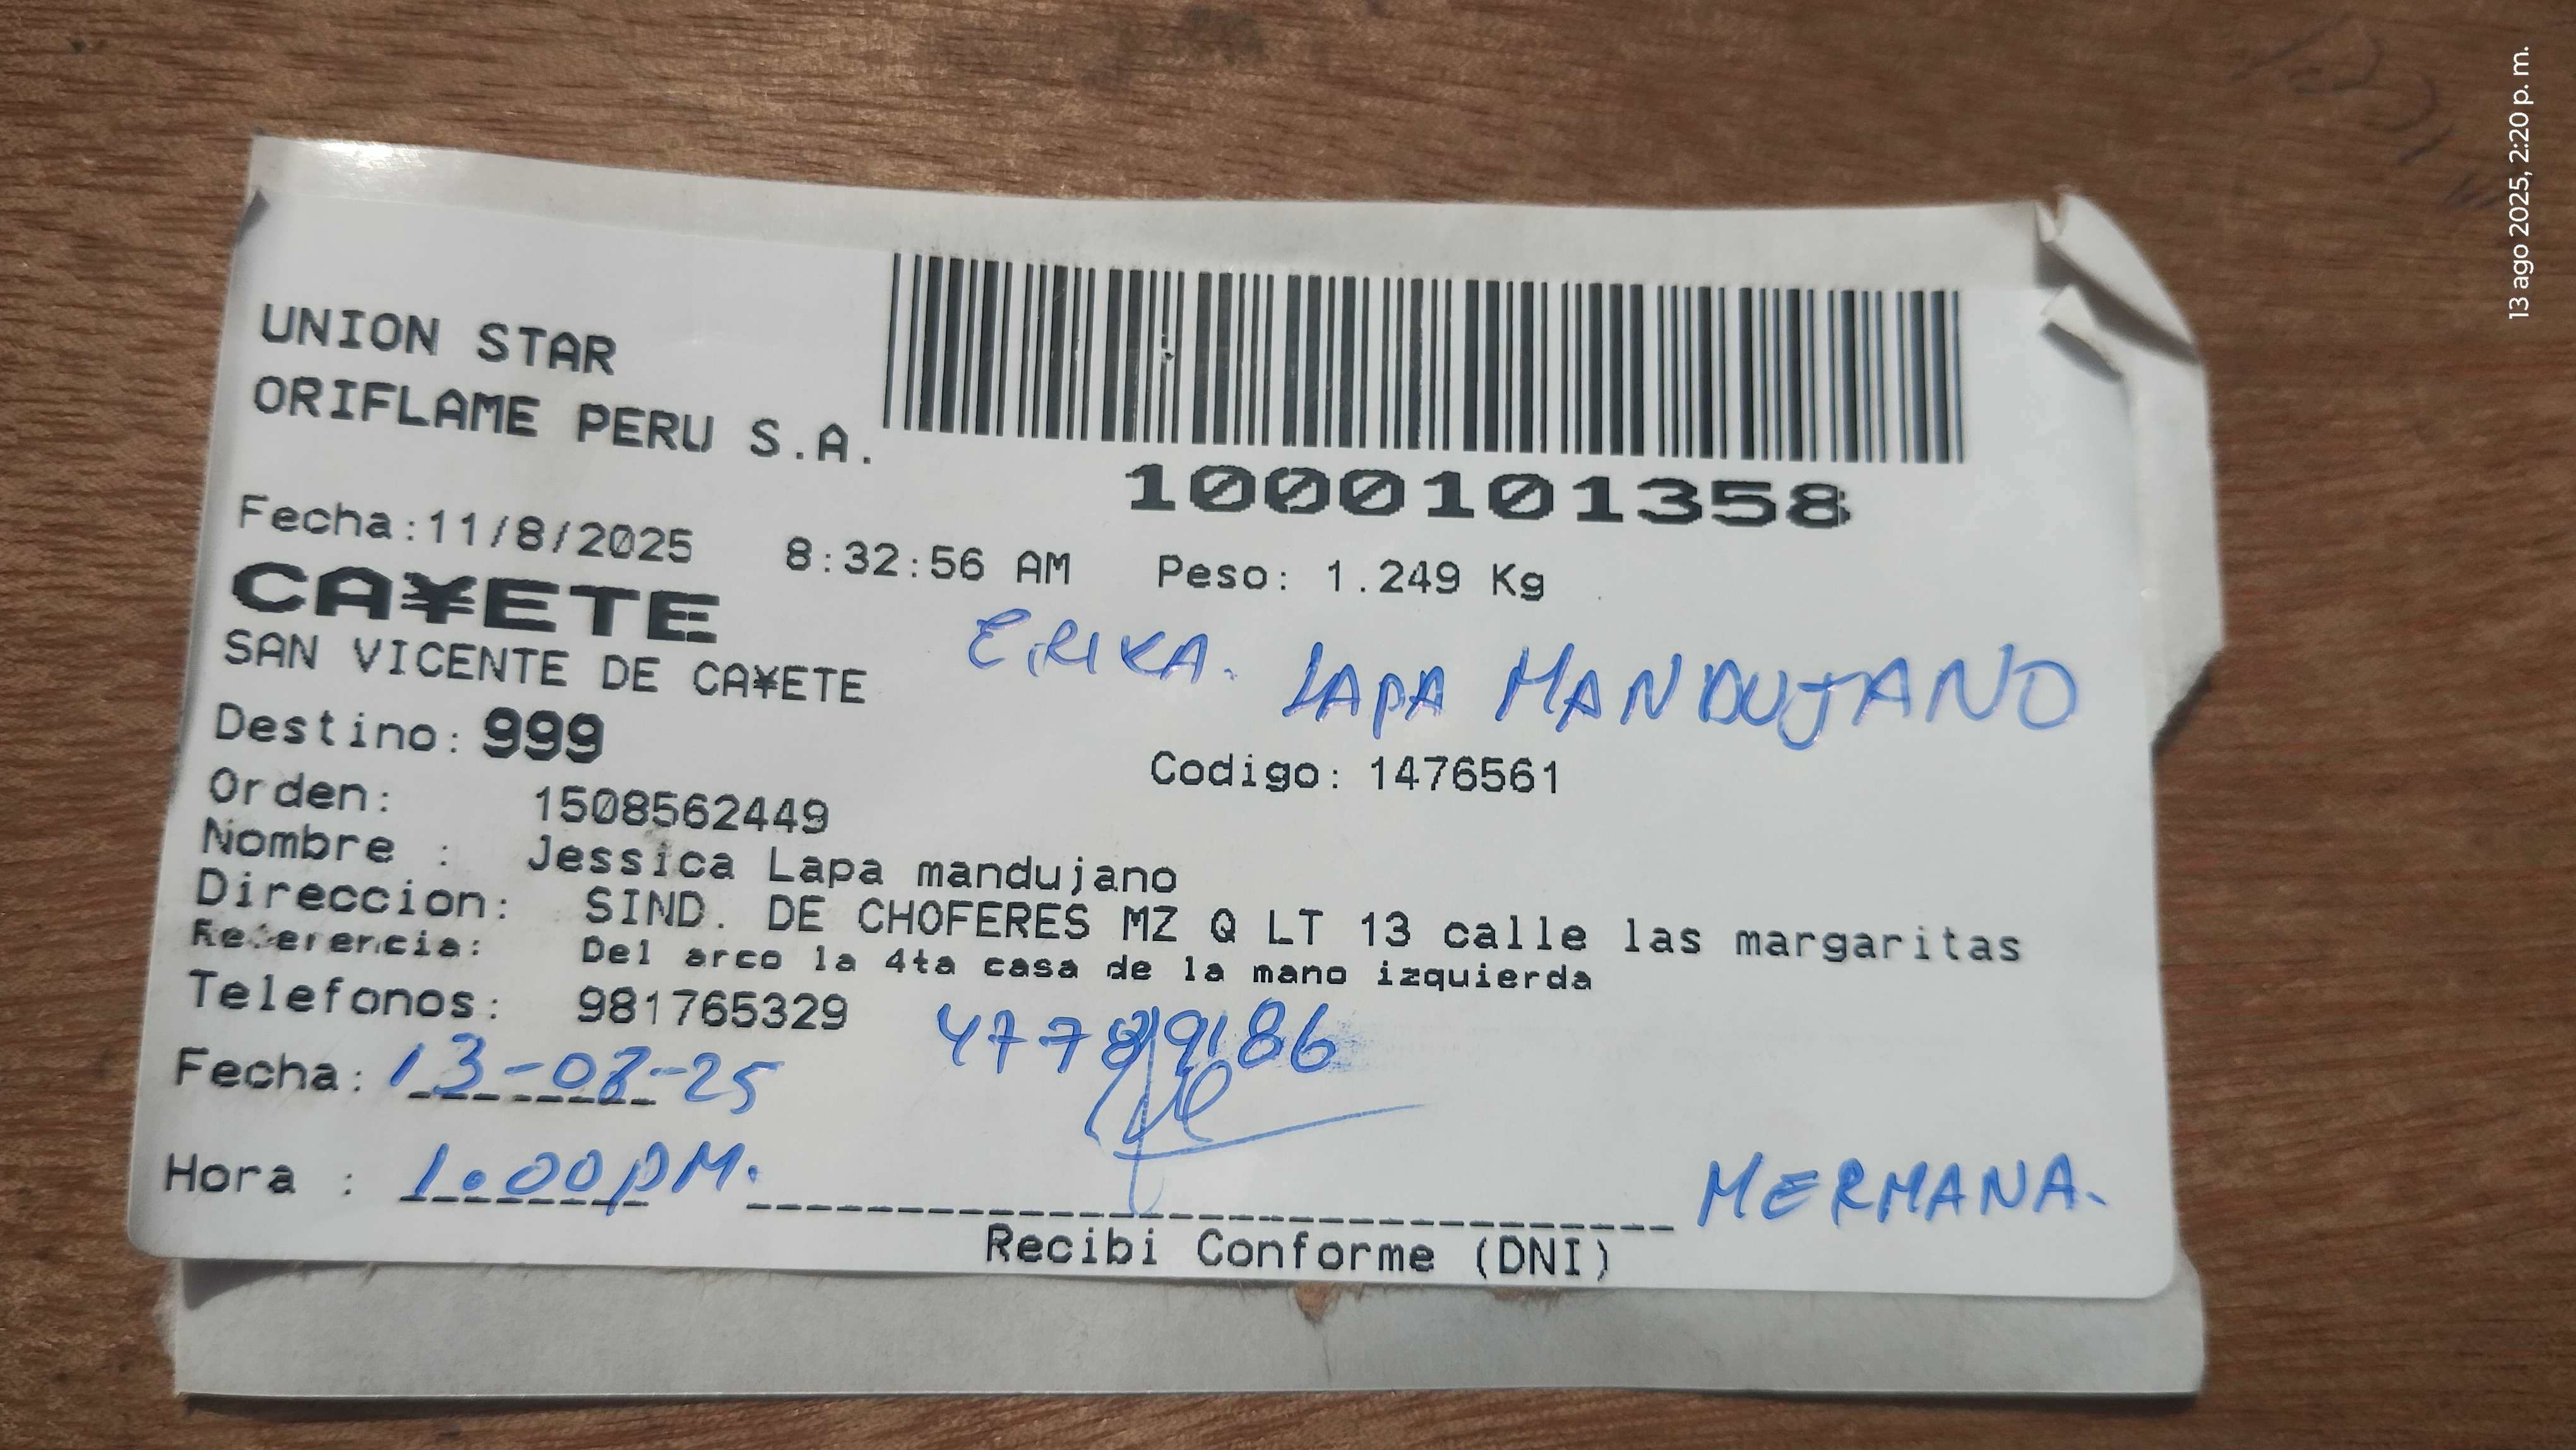 UNION STAR
ORIFLAME PERU S.A.
1000101358
Fecha:11/8/2025 8:32:56 AM Peso: 1.249 Kg
CA¥ETE
SAN VICENTE DE CA¥ETE
ERIKA. LAPA MANDUJANO
Destino: 999
Codigo: 1476561
Orden: 1508562449
Nombre : Jessica Lapa mandujano
Direccion: SIND. DE CHOFERES MZ Q LT 13 calle las margaritas
Referencia: Del arco la 4ta casa de la mano izquierda
Telefonos: 981765329
47789186
Fecha: 13-08-25
Hora : 1.00 PM.
HERMANA.
Recibi Conforme (DNI)
13 ago 2025, 2:20 p. m.